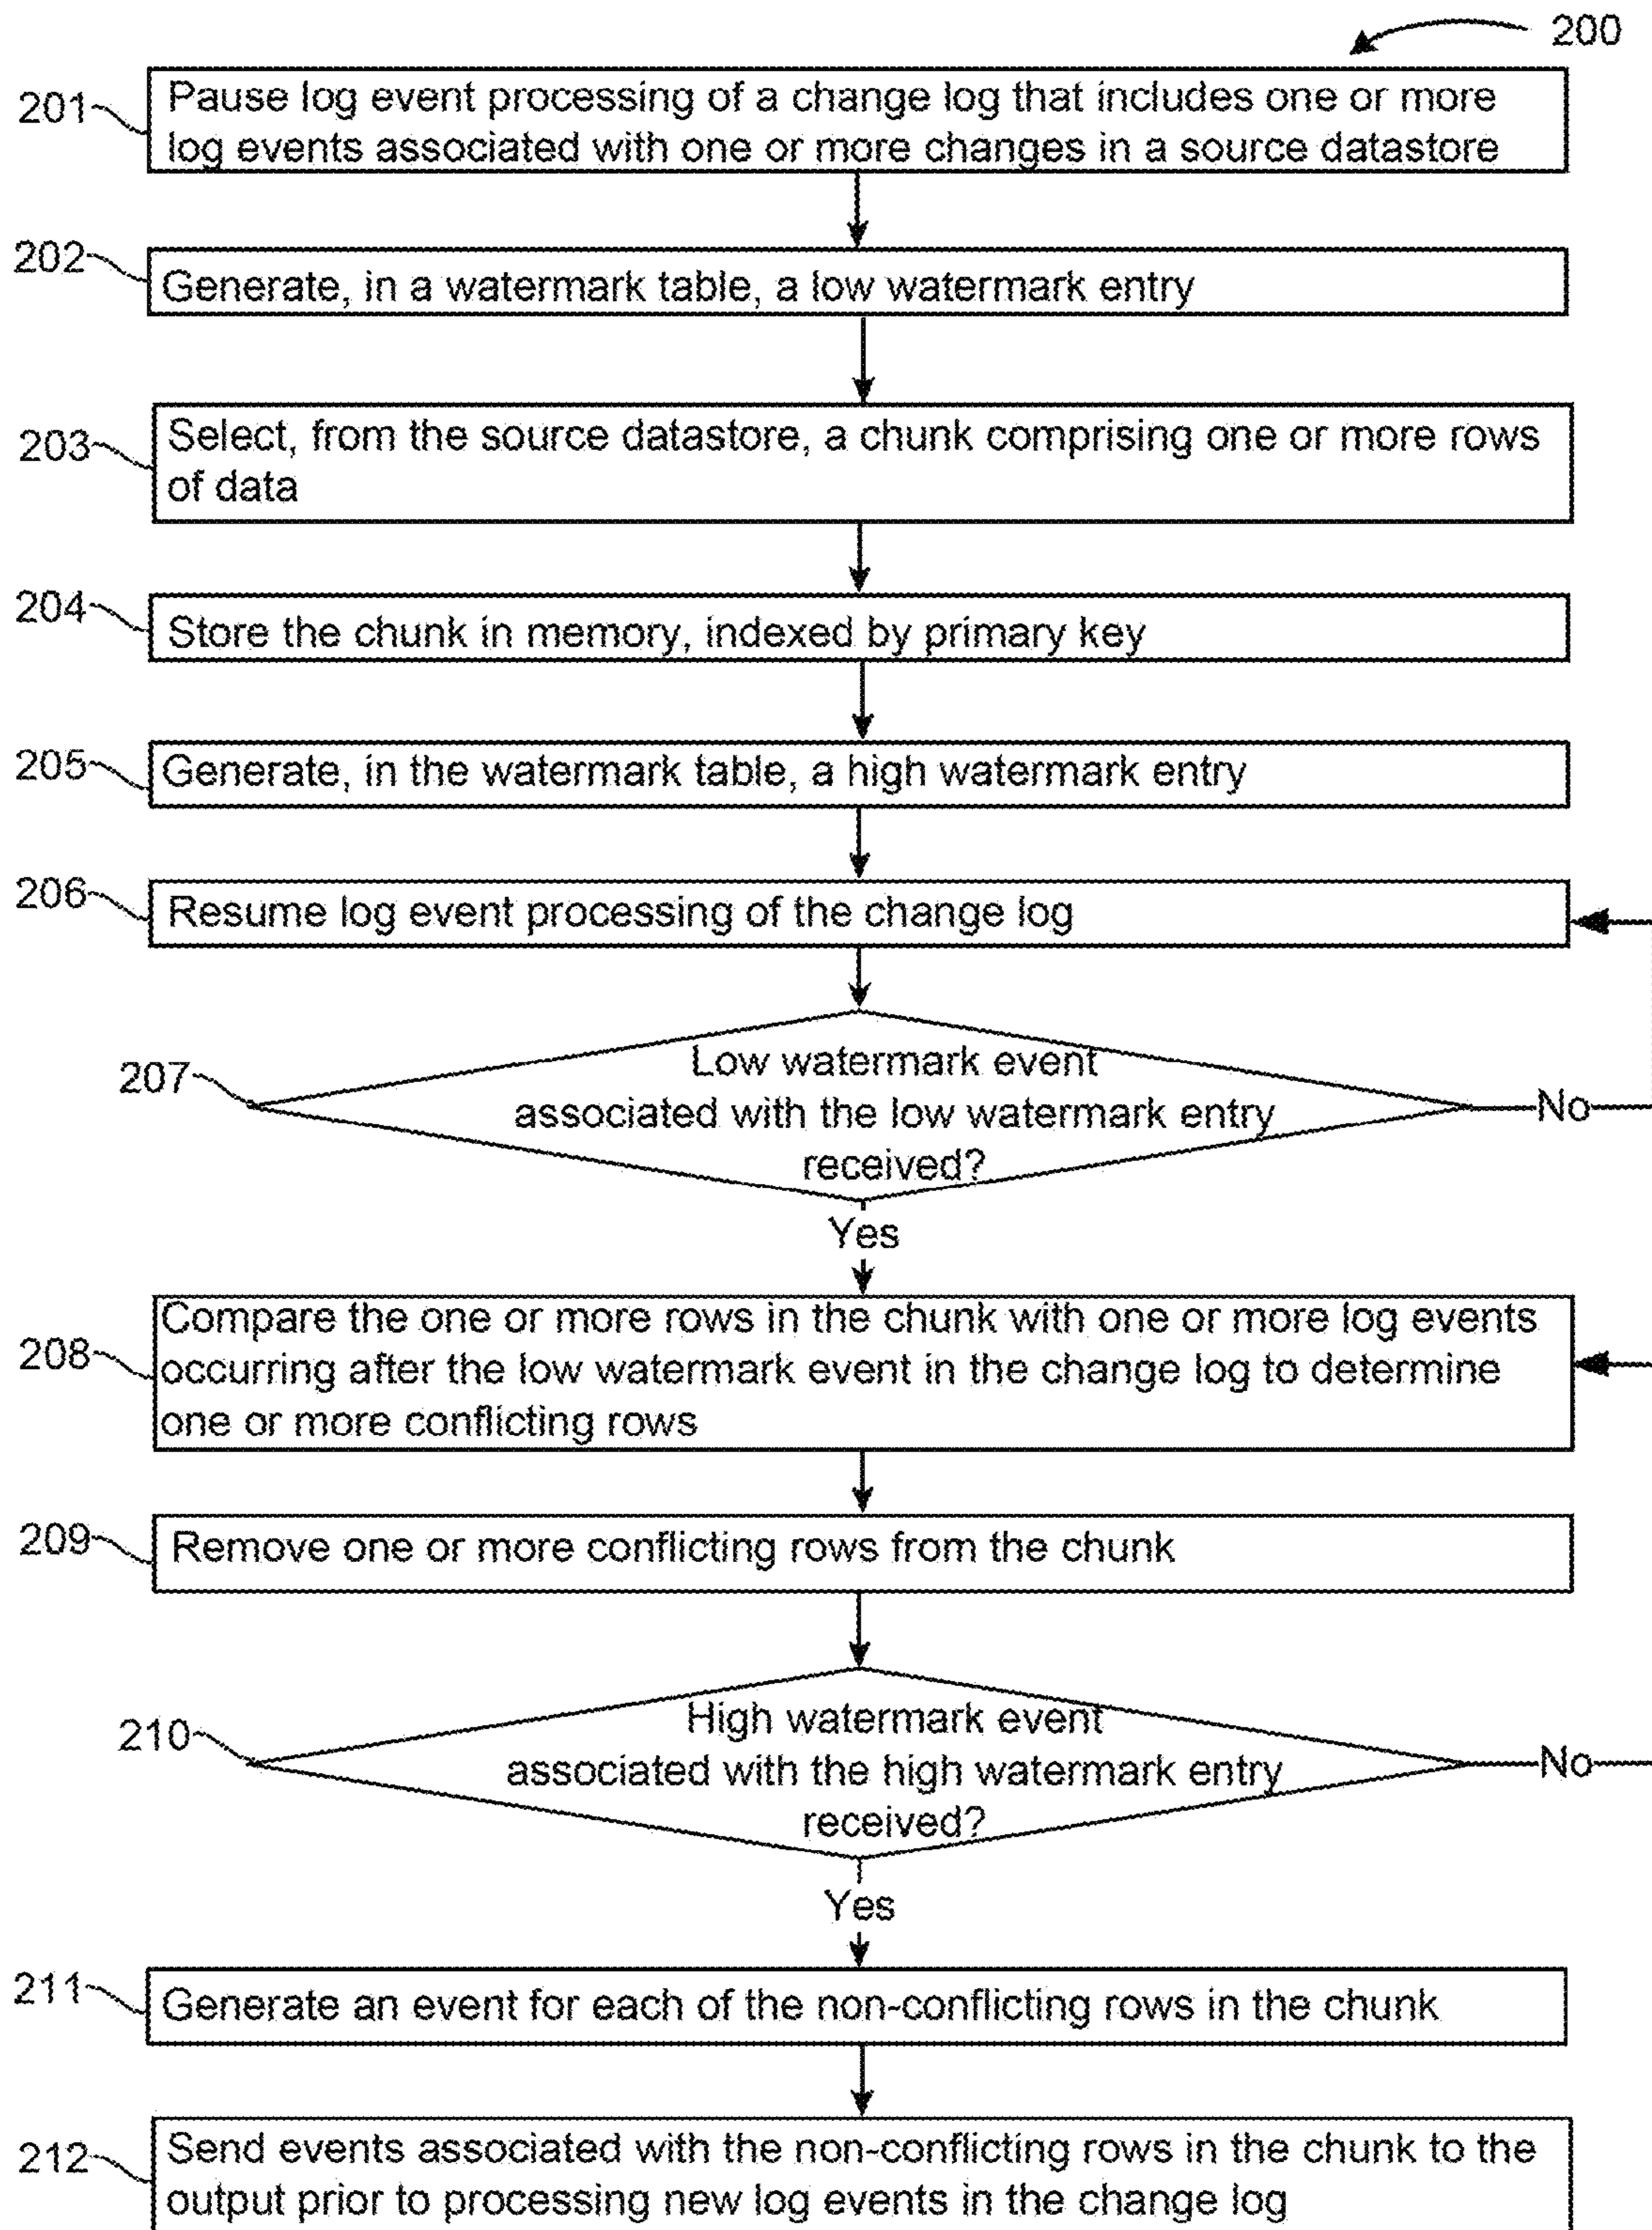 200
201
Pause log event processing of a change log that includes one or more
log events associated with one or more changes in a source datastore
202
Generate, in a watermark table, a low watermark entry
203
Select, from the source datastore, a chunk comprising one or more rows
of data
204
Store the chunk in memory, indexed by primary key
205
Generate, in the watermark table, a high watermark entry
206
Resume log event processing of the change log
207
Low watermark event
associated with the low watermark entry
received?
No
Yes
208
Compare the one or more rows in the chunk with one or more log events
occurring after the low watermark event in the change log to determine
one or more conflicting rows
209
Remove one or more conflicting rows from the chunk
210
High watermark event
associated with the high watermark entry
received?
No
Yes
211
Generate an event for each of the non-conflicting rows in the chunk
212
Send events associated with the non-conflicting rows in the chunk to the
output prior to processing new log events in the change log